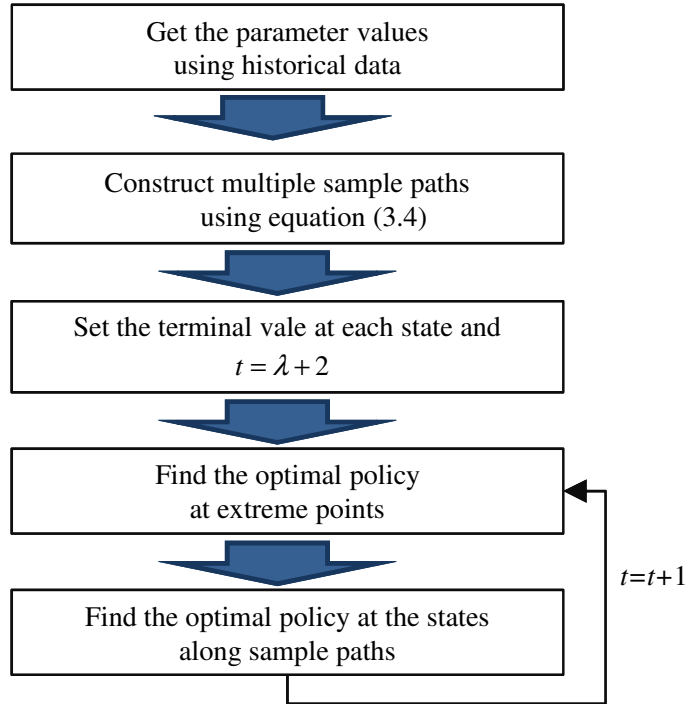 Get the parameter values
using historical data
Construct multiple sample paths
using equation (3.4)
Set the terminal vale at each state and
t = λ + 2
Find the optimal policy
at extreme points
t=t+1
Find the optimal policy at the states
along sample paths